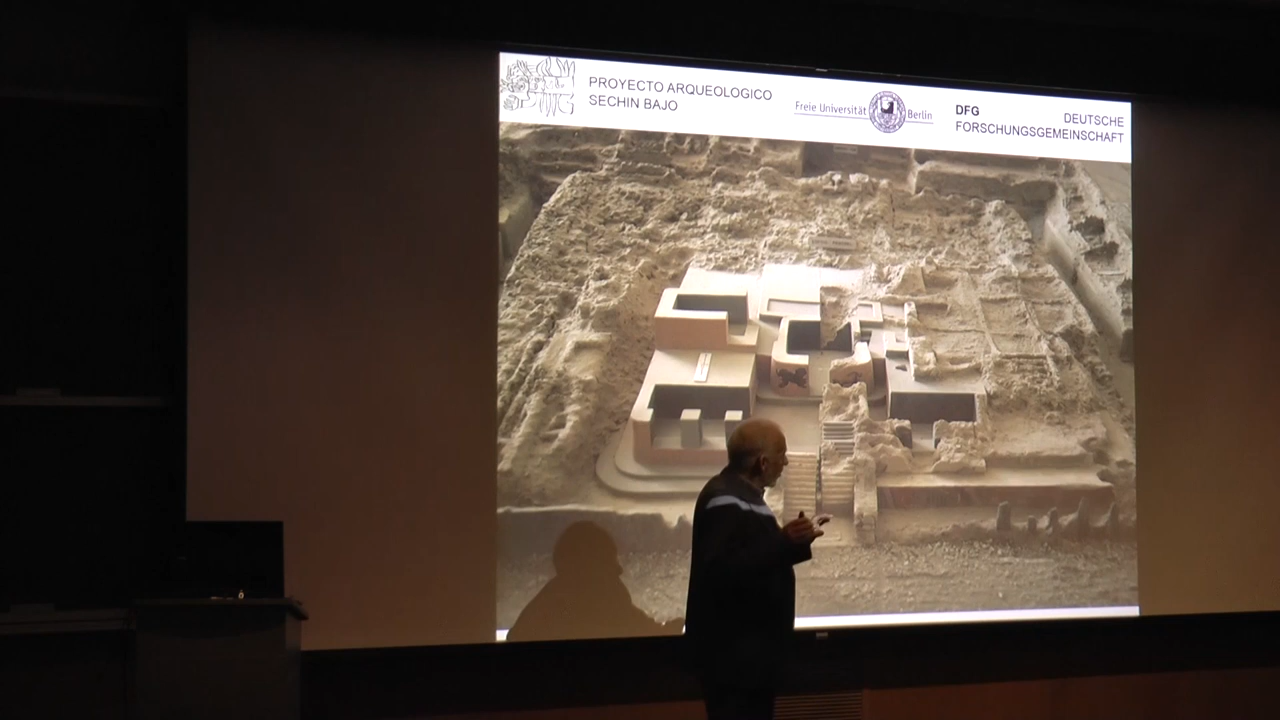 PROYECTO ARQUEOLOGICO
SECHIN BAJO
Freie Universität Berlin
DFG DEUTSCHE
FORSCHUNGSGEMEINSCHAFT